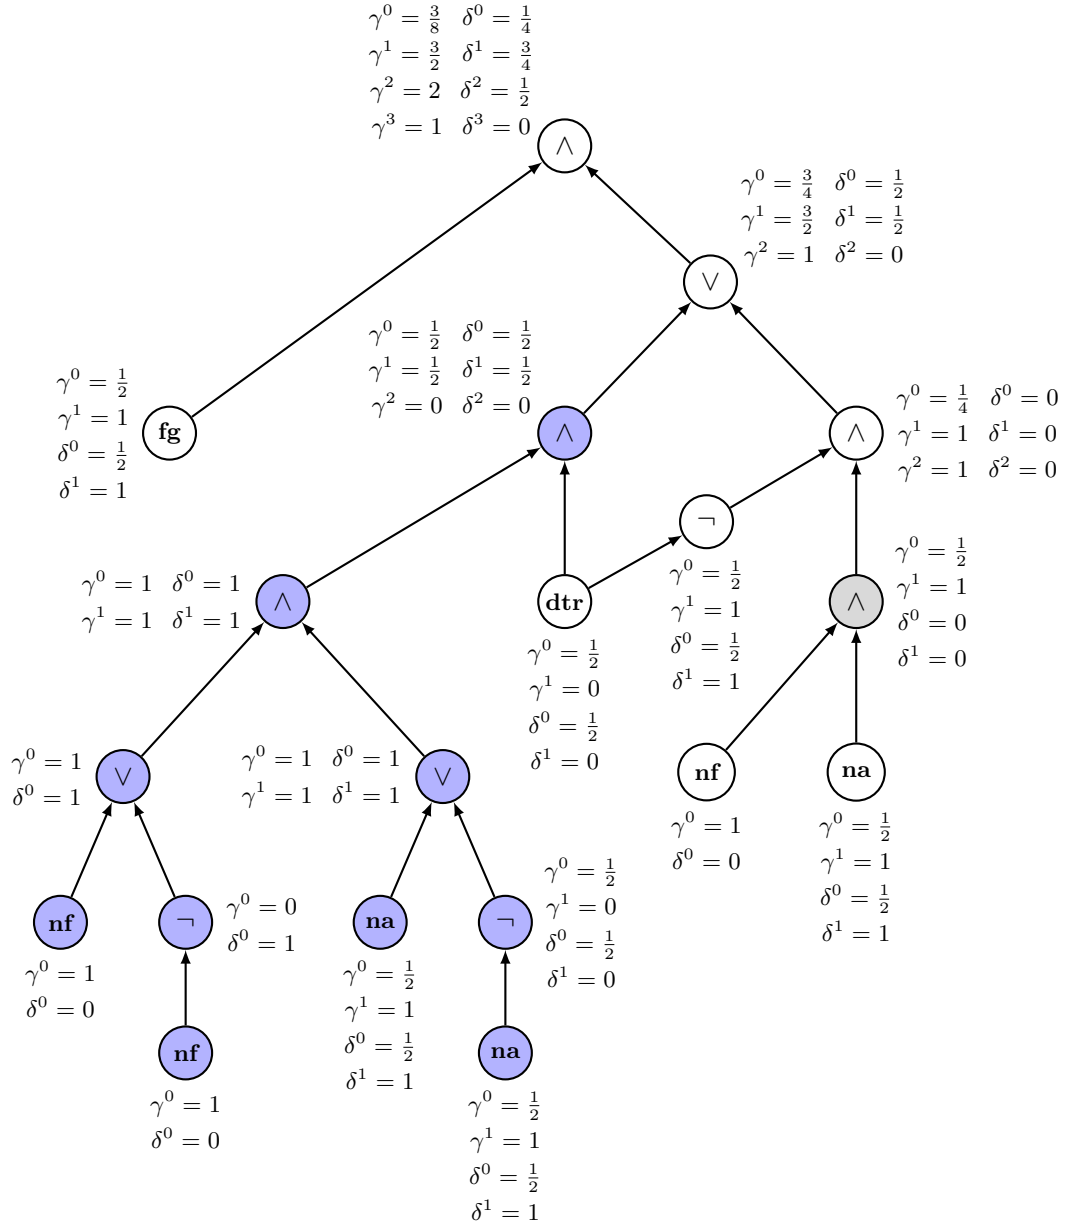 γ⁰ = 3/8 δ⁰ = 1/4
γ¹ = 3/2 δ¹ = 3/4
γ² = 2 δ² = 1/2
γ³ = 1 δ³ = 0
∧
γ⁰ = 3/4 δ⁰ = 1/2
γ¹ = 3/2 δ¹ = 1/2
γ² = 1 δ² = 0
∨
γ⁰ = 1/2 δ⁰ = 1/2
γ¹ = 1/2 δ¹ = 1/2
γ² = 0 δ² = 0
∧
γ⁰ = 1/2
γ¹ = 1
δ⁰ = 1/2
δ¹ = 1
fg
γ⁰ = 1/4 δ⁰ = 0
γ¹ = 1 δ¹ = 0
γ² = 1 δ² = 0
∧
¬
γ⁰ = 1/2
γ¹ = 1
δ⁰ = 1/2
δ¹ = 1
γ⁰ = 1 δ⁰ = 1
γ¹ = 1 δ¹ = 1
∧
dtr
γ⁰ = 1/2
γ¹ = 0
δ⁰ = 1/2
δ¹ = 0
∧
γ⁰ = 1/2
γ¹ = 1
δ⁰ = 0
δ¹ = 0
γ⁰ = 1
δ⁰ = 1
∨
γ⁰ = 1 δ⁰ = 1
γ¹ = 1 δ¹ = 1
∨
nf
γ⁰ = 1
δ⁰ = 0
na
γ⁰ = 1/2
γ¹ = 1
δ⁰ = 1/2
δ¹ = 1
nf
γ⁰ = 1
δ⁰ = 0
¬
γ⁰ = 0
δ⁰ = 1
na
γ⁰ = 1/2
γ¹ = 1
δ⁰ = 1/2
δ¹ = 1
¬
γ⁰ = 1/2
γ¹ = 0
δ⁰ = 1/2
δ¹ = 0
nf
γ⁰ = 1
δ⁰ = 0
na
γ⁰ = 1/2
γ¹ = 1
δ⁰ = 1/2
δ¹ = 1